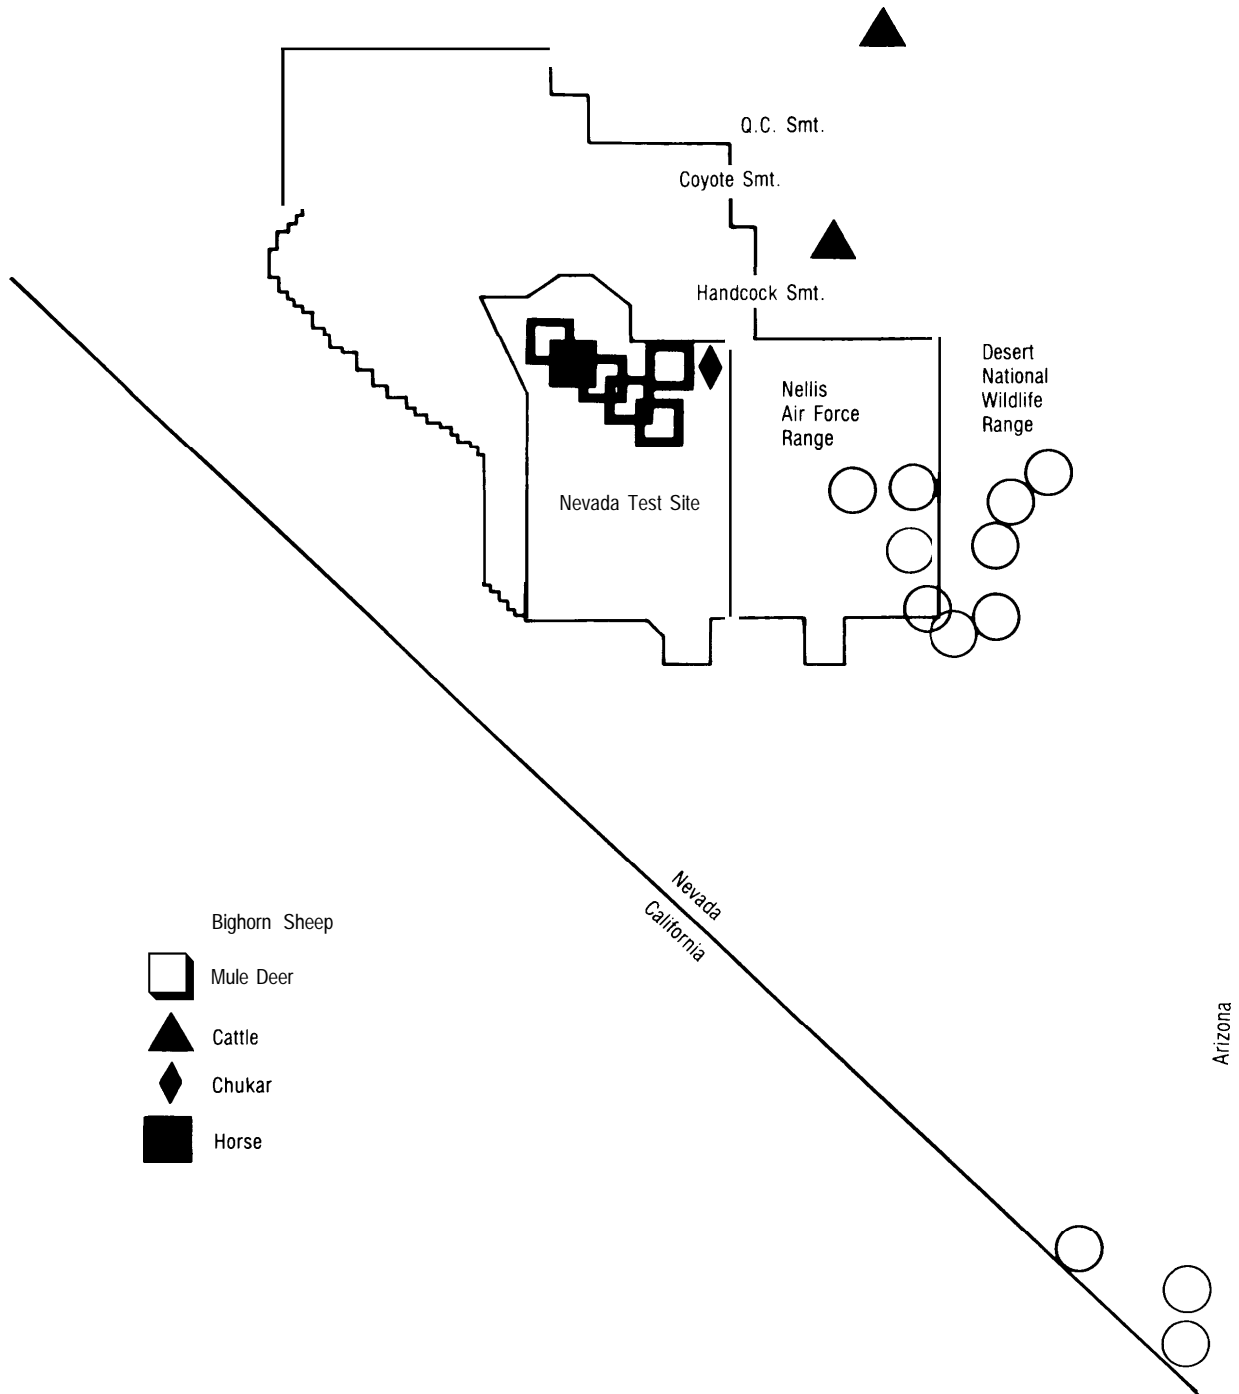 Q.C. Smt.
Coyote Smt.
Handcock Smt.
Desert
National
Wildlife
Range
Nellis
Air Force
Range
Nevada Test Site
Nevada
California
Bighorn Sheep
Mule Deer
Cattle
Chukar
Horse
Arizona